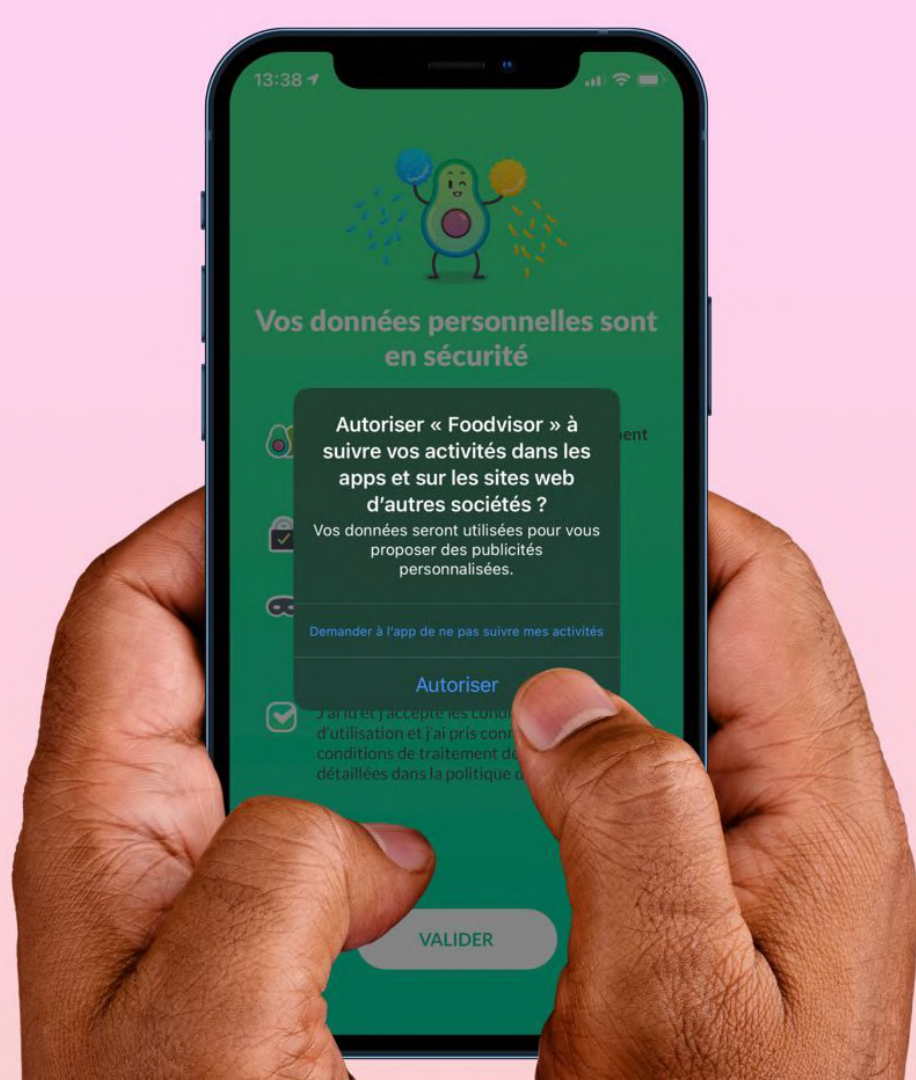 13:38
Vos données personnelles sont
en sécurité
Autoriser « Foodvisor » à
suivre vos activités dans les
apps et sur les sites web
d'autres sociétés ?
Vos données seront utilisées pour vous
proposer des publicités
personnalisées.
Demander à l'app de ne pas suivre mes activités
Autoriser
J'ai lu et j'accepte les
d'utilisation et j'ai pris
conditions de traitement
détaillées dans la politique
VALIDER